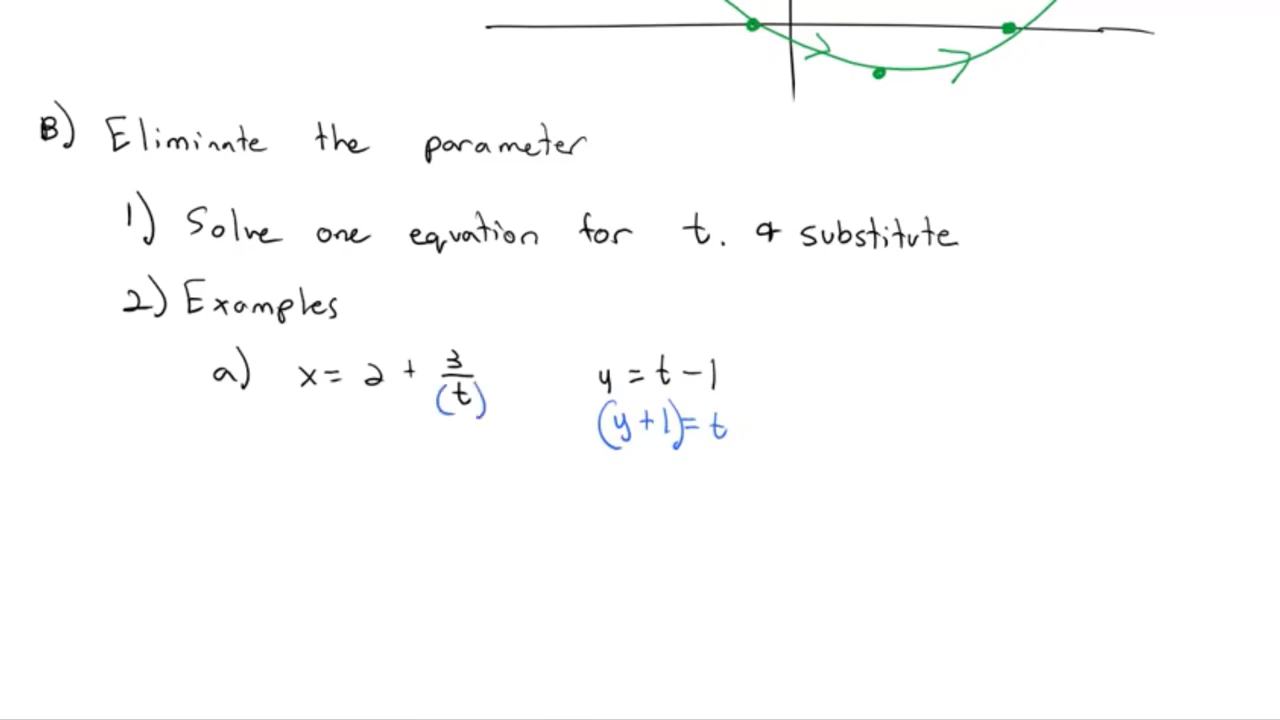 B) Eliminate the parameter
1) Solve one equation for t. & substitute
2) Examples
a) x = 2 + 3/(t) y = t - 1
(y + 1) = t